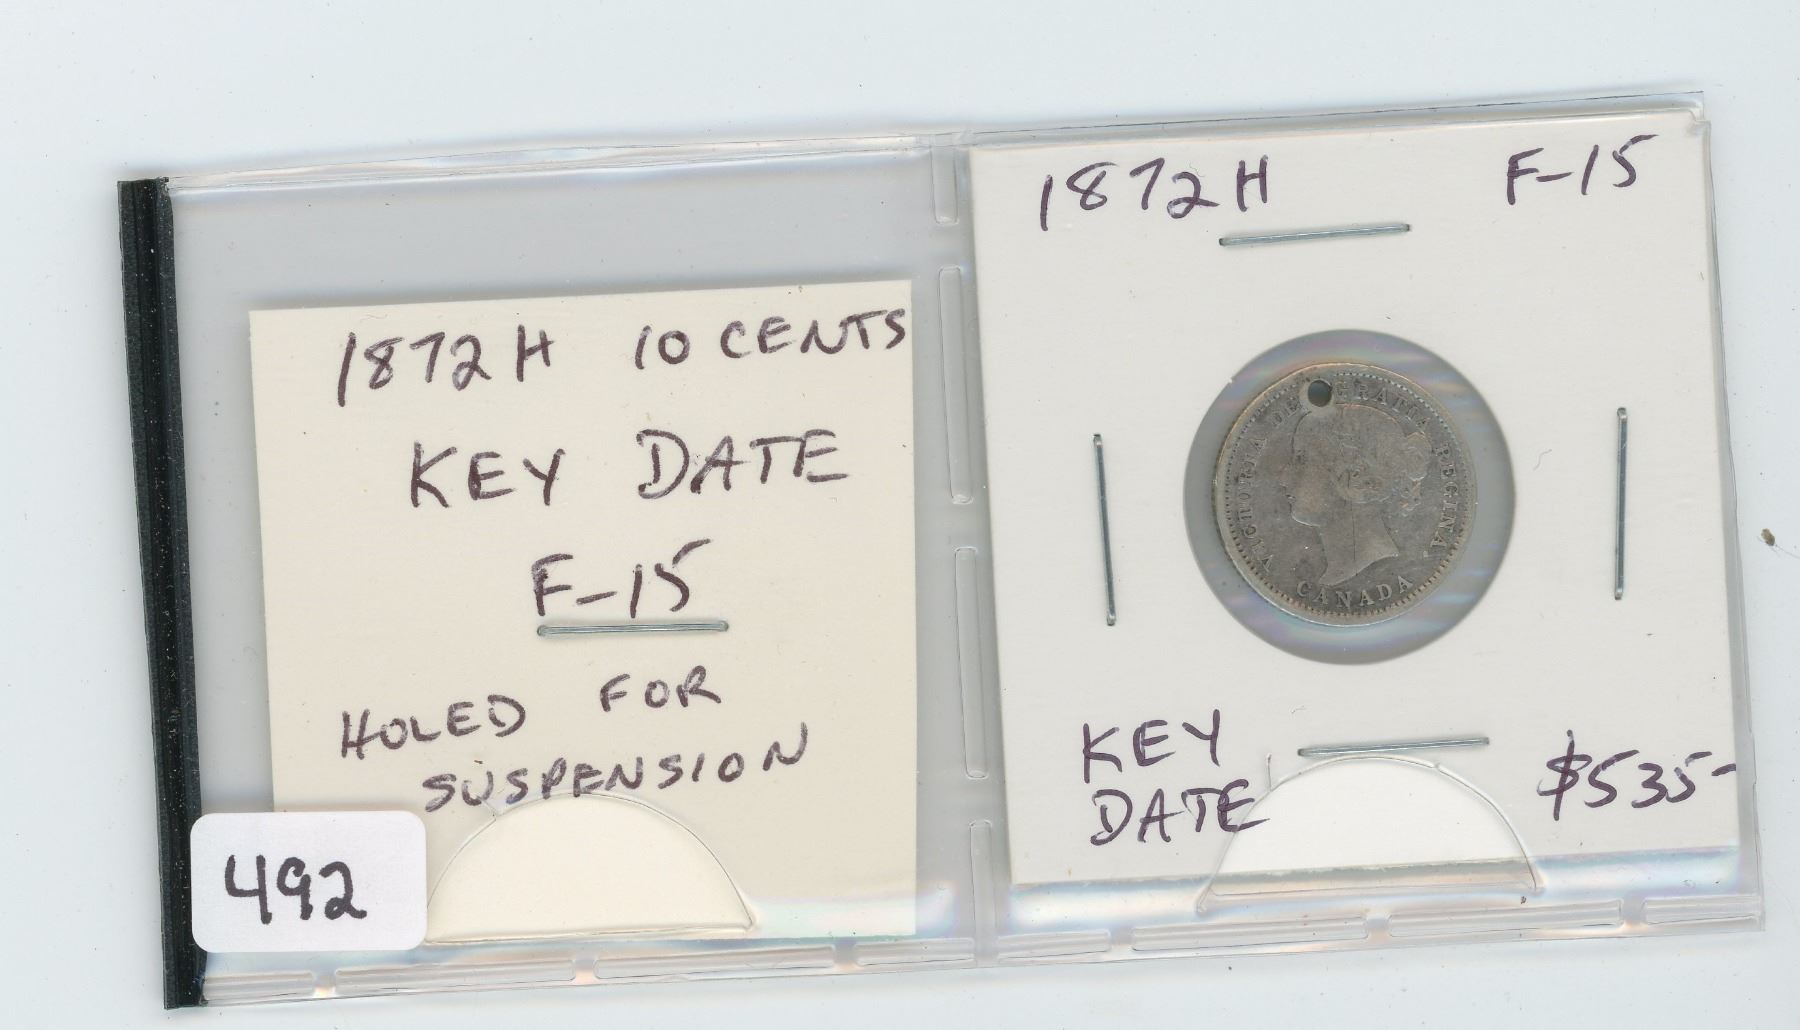 1872 H 10 CENTS
KEY DATE
F-15
HOLED FOR
SUSPENSION
492
1872 H F-15
VICTORIA DEI GRATIA REGINA.
CANADA
KEY
DATE
$535-